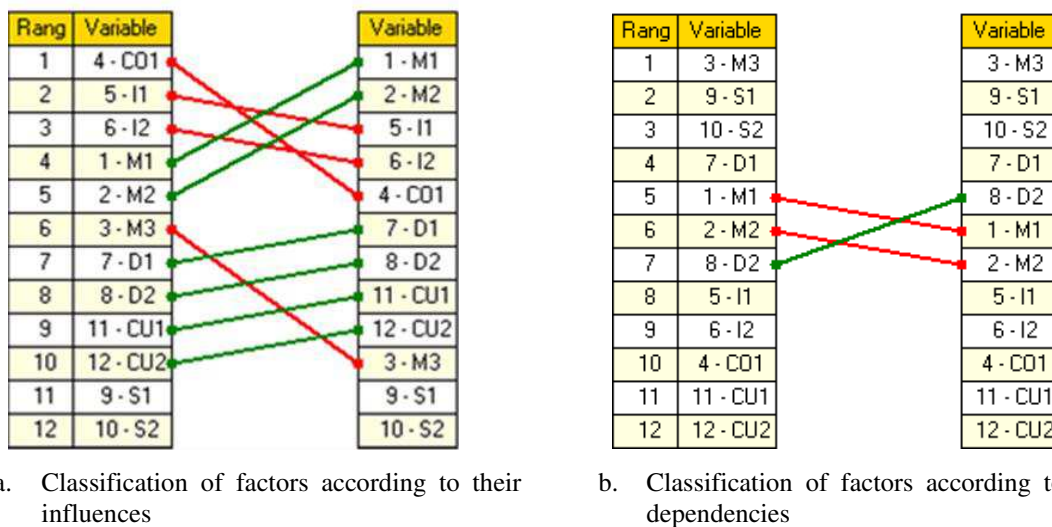 Rang Variable Variable
1 4 - CO1 1 - M1
2 5 - I1 2 - M2
3 6 - I2 5 - I1
4 1 - M1 6 - I2
5 2 - M2 4 - CO1
6 3 - M3 7 - D1
7 7 - D1 8 - D2
8 8 - D2 11 - CU1
9 11 - CU1 12 - CU2
10 12 - CU2 3 - M3
11 9 - S1 9 - S1
12 10 - S2 10 - S2
a. Classification of factors according to their
influences
Rang Variable Variable
1 3 - M3 3 - M3
2 9 - S1 9 - S1
3 10 - S2 10 - S2
4 7 - D1 7 - D1
5 1 - M1 8 - D2
6 2 - M2 1 - M1
7 8 - D2 2 - M2
8 5 - I1 5 - I1
9 6 - I2 6 - I2
10 4 - CO1 4 - CO1
11 11 - CU1 11 - CU1
12 12 - CU2 12 - CU2
b. Classification of factors according to
dependencies